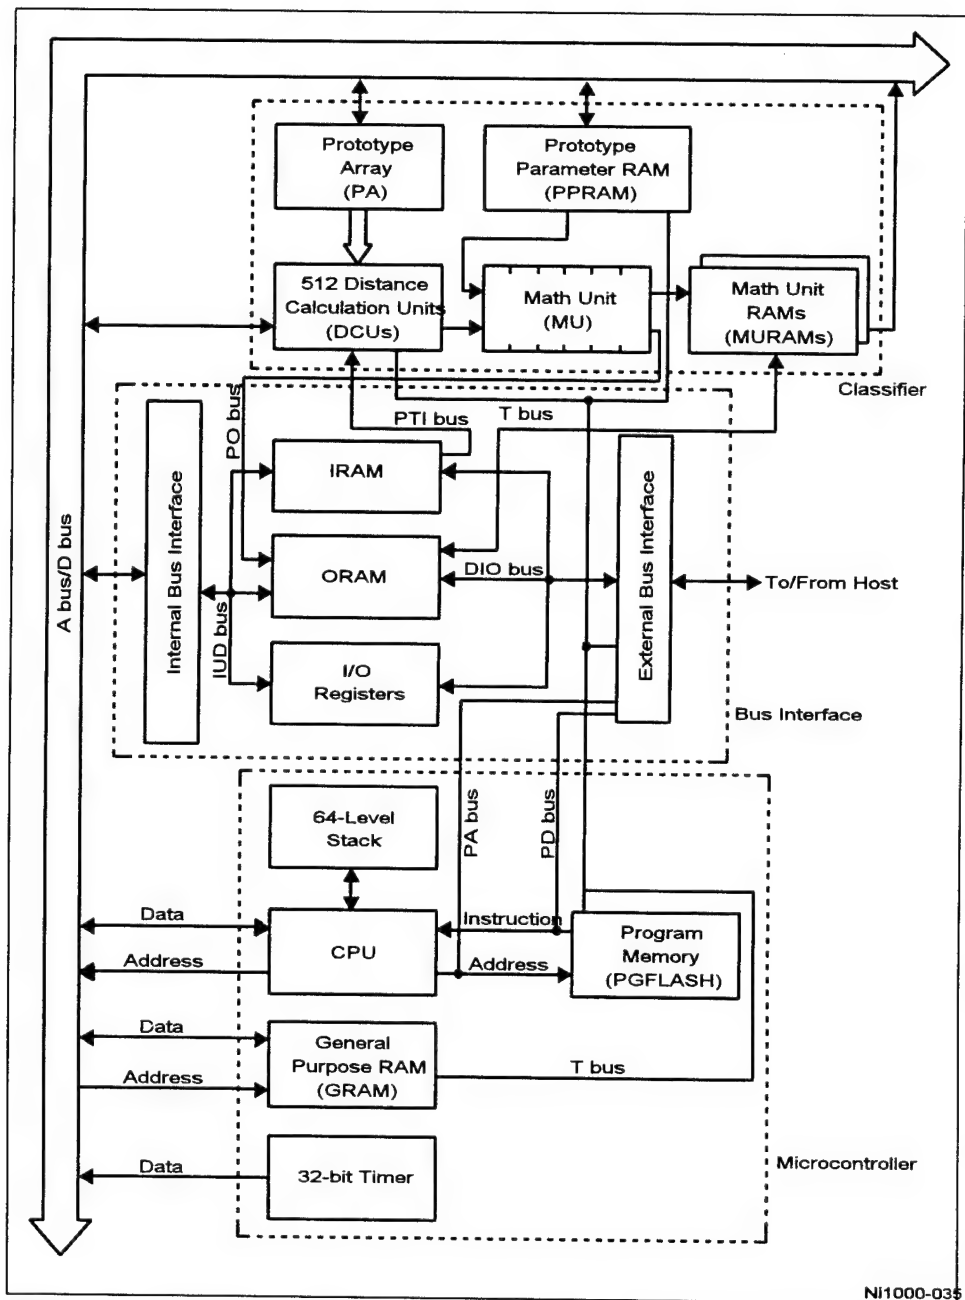 Prototype
Array
(PA)
Prototype
Parameter RAM
(PPRAM)
512 Distance
Calculation Units
(DCUs)
Math Unit
(MU)
Math Unit
RAMs
(MURAMs)
Classifier
PO bus
PTI bus
T bus
A bus/D bus
Internal Bus Interface
IUD bus
IRAM
ORAM
DIO bus
I/O
Registers
External Bus Interface
To/From Host
Bus Interface
64-Level
Stack
PA bus
PD bus
Data
Address
CPU
Instruction
Address
Program
Memory
(PGFLASH)
Data
Address
General
Purpose RAM
(GRAM)
T bus
Data
32-bit Timer
Microcontroller
Ni1000-035